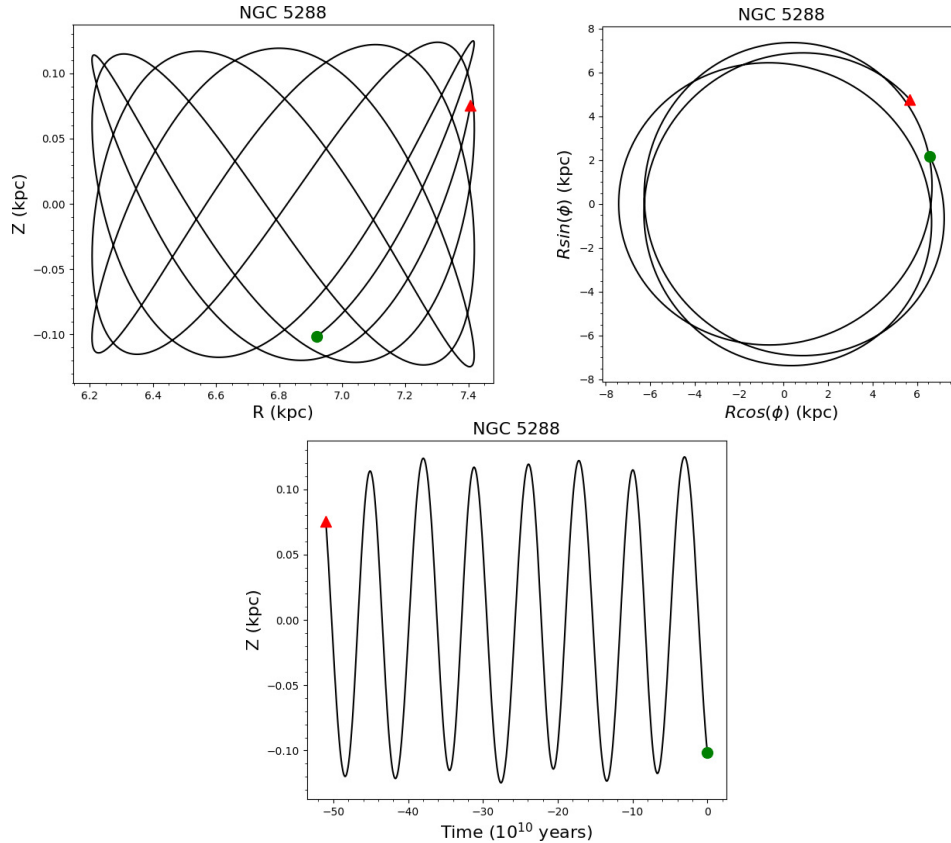 NGC 5288
Z (kpc)
0.10
0.05
0.00
−0.05
−0.10
6.2 6.4 6.6 6.8 7.0 7.2 7.4
R (kpc)
NGC 5288
Rsin(ϕ) (kpc)
8
6
4
2
0
−2
−4
−6
−8
−8 −6 −4 −2 0 2 4 6
Rcos(ϕ) (kpc)
NGC 5288
Z (kpc)
0.10
0.05
0.00
−0.05
−0.10
−50 −40 −30 −20 −10 0
Time (10¹⁰ years)